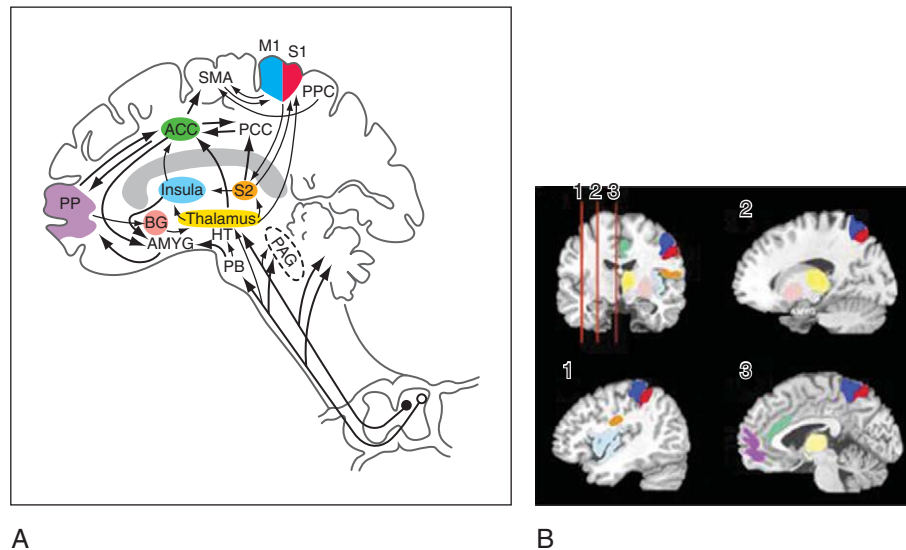 M1
S1
SMA
PPC
ACC
PCC
PP
Insula
S2
BG
Thalamus
HT
AMYG
PAG
PB
A
1 2 3
2
1
3
B